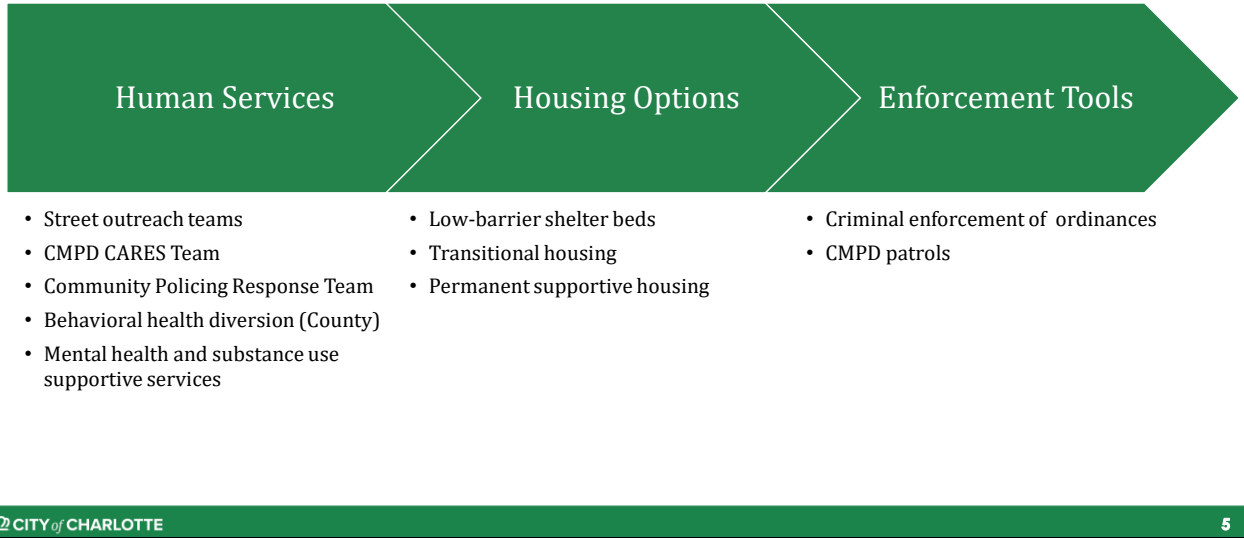 Human Services
Housing Options
Enforcement Tools
• Street outreach teams
• CMPD CARES Team
• Community Policing Response Team
• Behavioral health diversion (County)
• Mental health and substance use
supportive services
• Low-barrier shelter beds
• Transitional housing
• Permanent supportive housing
• Criminal enforcement of ordinances
• CMPD patrols
CITY of CHARLOTTE
5